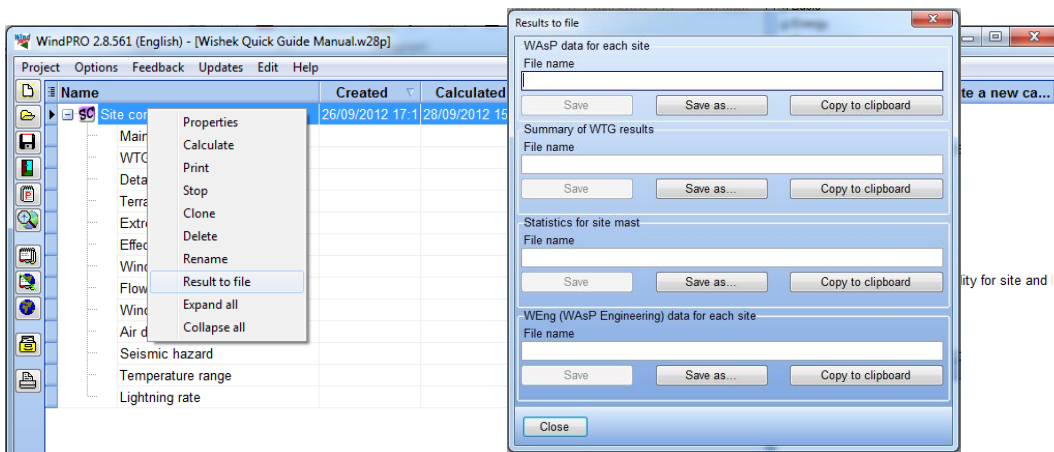 WindPRO 2.8.561 (English) - [Wishek Quick Guide Manual.w28p]
Project Options Feedback Updates Edit Help
Name Created Calculated
Site cor 26/09/2012 17:1 28/09/2012 15
Main
WTG
Deta
Terra
Extre
Effec
Wind
Flow
Wind
Air d
Seismic hazard
Temperature range
Lightning rate
Properties
Calculate
Print
Stop
Clone
Delete
Rename
Result to file
Expand all
Collapse all
Results to file
WAsP data for each site
File name
Save Save as... Copy to clipboard
Summary of WTG results
File name
Save Save as... Copy to clipboard
Statistics for site mast
File name
Save Save as... Copy to clipboard
WEng (WAsP Engineering) data for each site
File name
Save Save as... Copy to clipboard
Close
te a new ca...
ity for site and